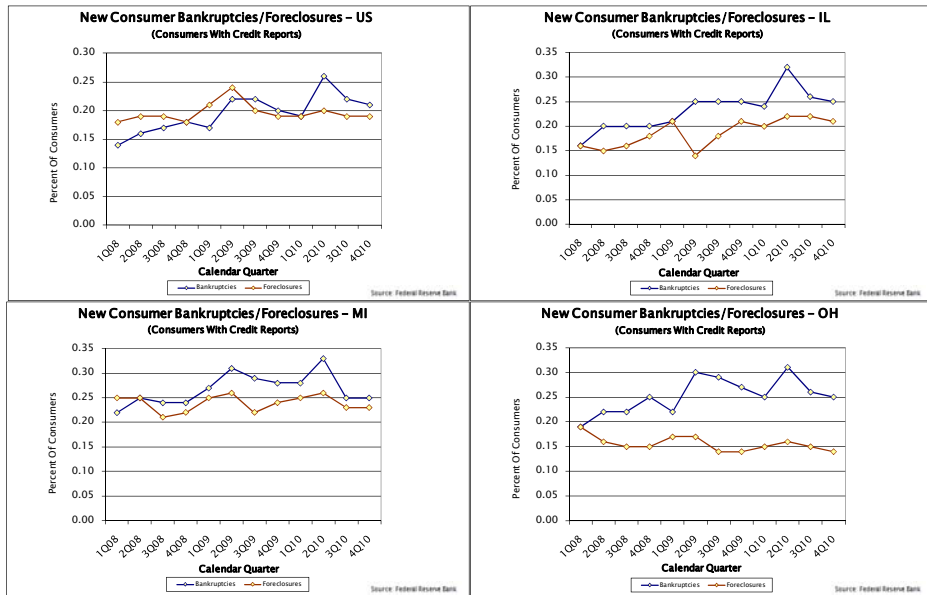 New Consumer Bankruptcies/Foreclosures – US
(Consumers With Credit Reports)
Percent Of Consumers
0.30
0.25
0.20
0.15
0.10
0.05
0.00
1Q08 2Q08 3Q08 4Q08 1Q09 2Q09 3Q09 4Q09 1Q10 2Q10 3Q10 4Q10
Calendar Quarter
Bankruptcies Foreclosures
Source: Federal Reserve Bank
New Consumer Bankruptcies/Foreclosures – IL
(Consumers With Credit Reports)
Percent Of Consumers
0.35
0.30
0.25
0.20
0.15
0.10
0.05
0.00
1Q08 2Q08 3Q08 4Q08 1Q09 2Q09 3Q09 4Q09 1Q10 2Q10 3Q10 4Q10
Calendar Quarter
Bankruptcies Foreclosures
Source: Federal Reserve Bank
New Consumer Bankruptcies/Foreclosures – MI
(Consumers With Credit Reports)
Percent Of Consumers
0.35
0.30
0.25
0.20
0.15
0.10
0.05
0.00
1Q08 2Q08 3Q08 4Q08 1Q09 2Q09 3Q09 4Q09 1Q10 2Q10 3Q10 4Q10
Calendar Quarter
Bankruptcies Foreclosures
Source: Federal Reserve Bank
New Consumer Bankruptcies/Foreclosures – OH
(Consumers With Credit Reports)
Percent Of Consumers
0.35
0.30
0.25
0.20
0.15
0.10
0.05
0.00
1Q08 2Q08 3Q08 4Q08 1Q09 2Q09 3Q09 4Q09 1Q10 2Q10 3Q10 4Q10
Calendar Quarter
Bankruptcies Foreclosures
Source: Federal Reserve Bank